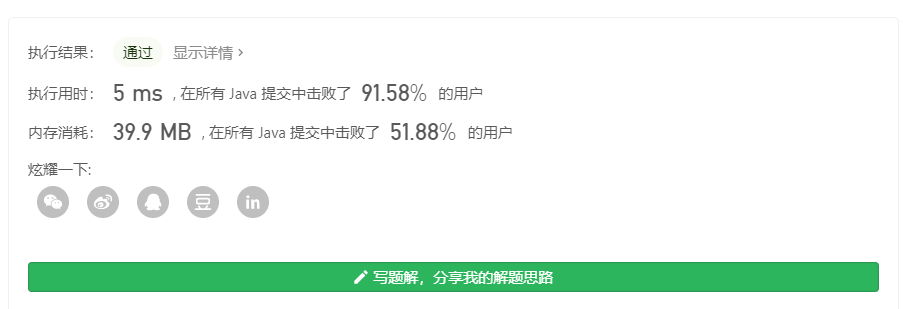 执行结果： 通过 显示详情 ›
执行用时： 5 ms , 在所有 Java 提交中击败了 91.58% 的用户
内存消耗： 39.9 MB , 在所有 Java 提交中击败了 51.88% 的用户
炫耀一下:
豆 in
写题解，分享我的解题思路